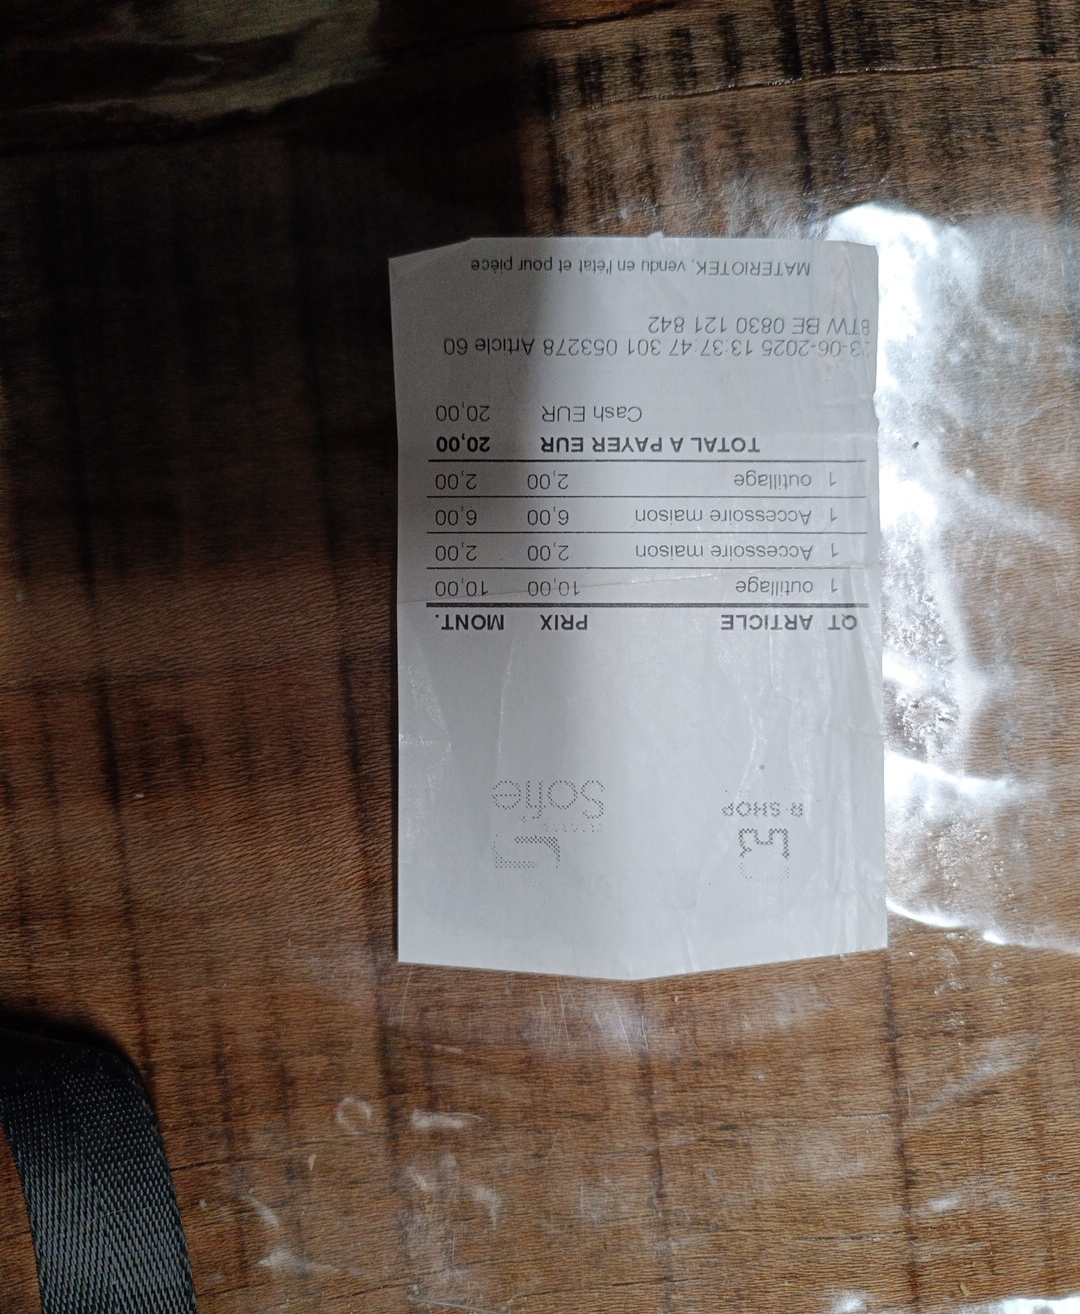 R SHOP
Sofie
QT ARTICLE PRIX MONT.
1 outillage 10,00 10,00
1 Accessoire maison 2,00 2,00
1 Accessoire maison 6,00 6,00
1 outillage 2,00 2,00
TOTAL A PAYER EUR 20,00
Cash EUR 20,00
3-06-2025 13:37:47 301 053278 Article 60
BTW BE 0830 121 842
MATERIOTEK, vendu en l'état et pour pièce